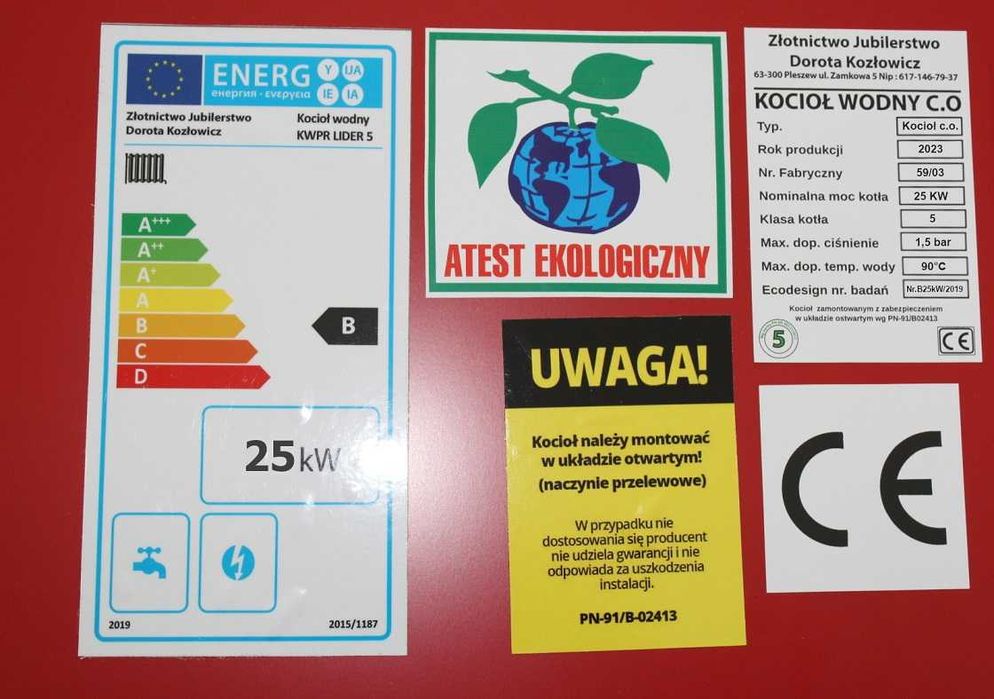 ENERG Y IJA
енергия · ενεργεια IE IA
Złotnictwo Jubilerstwo
Dorota Kozłowicz
Kocioł wodny
KWPR LIDER 5
A+++
A++
A+
A
B
C
D
B
25 kW
2019
2015/1187
ATEST EKOLOGICZNY
UWAGA!
Kocioł należy montować
w układzie otwartym!
(naczynie przelewowe)
W przypadku nie
dostosowania się producent
nie udziela gwarancji i nie
odpowiada za uszkodzenia
instalacji.
PN-91/B-02413
Złotnictwo Jubilerstwo
Dorota Kozłowicz
63-300 Pleszew ul. Zamkowa 5 Nip : 617-146-79-37
KOCIOŁ WODNY C.O
Typ. Kocioł c.o.
Rok produkcji 2023
Nr. Fabryczny 59/03
Nominalna moc kotła 25 KW
Klasa kotła 5
Max. dop. ciśnienie 1,5 bar
Max. dop. temp. wody 90°C
Ecodesign nr. badań Nr.B25kW/2019
Kocioł zamontowanym z zabezpieczeniem
w układzie ostwartym wg PN-91/B02413
5
CE
CE